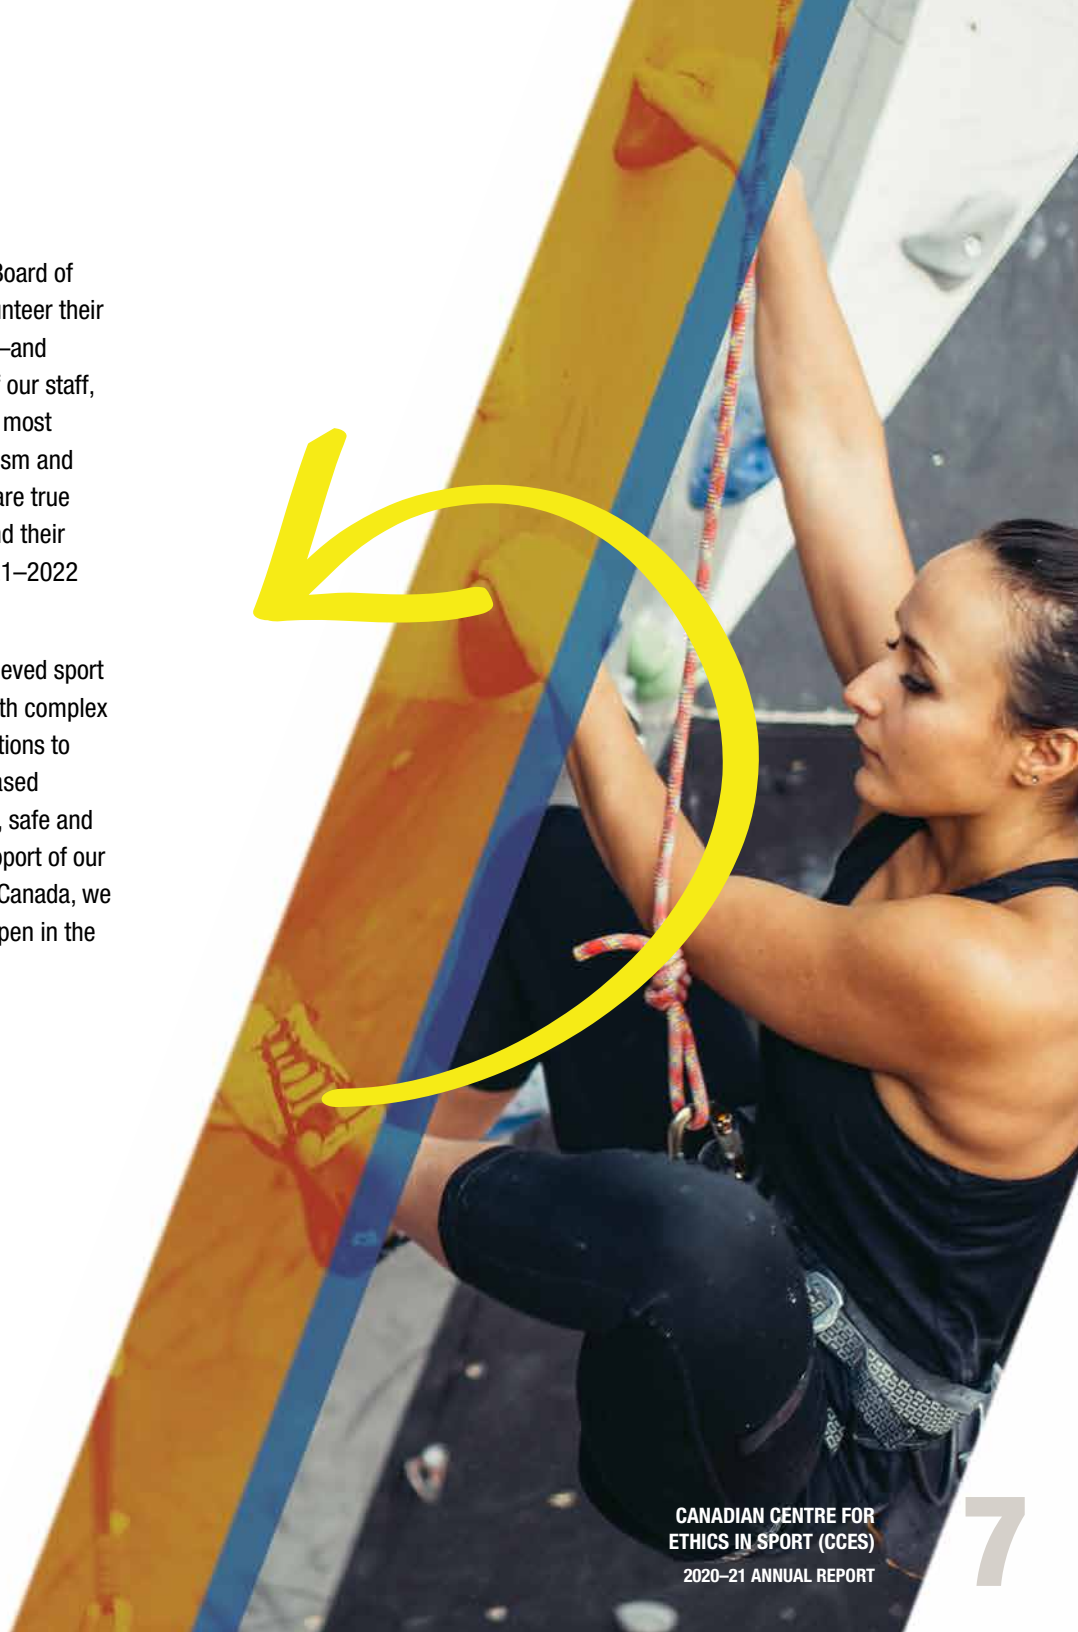 Board of
nteer their
–and
our staff,
most
sm and
are true
d their
1–2022
eved sport
th complex
tions to
ased
, safe and
port of our
Canada, we
pen in the
CANADIAN CENTRE FOR
ETHICS IN SPORT (CCES)
2020–21 ANNUAL REPORT
7